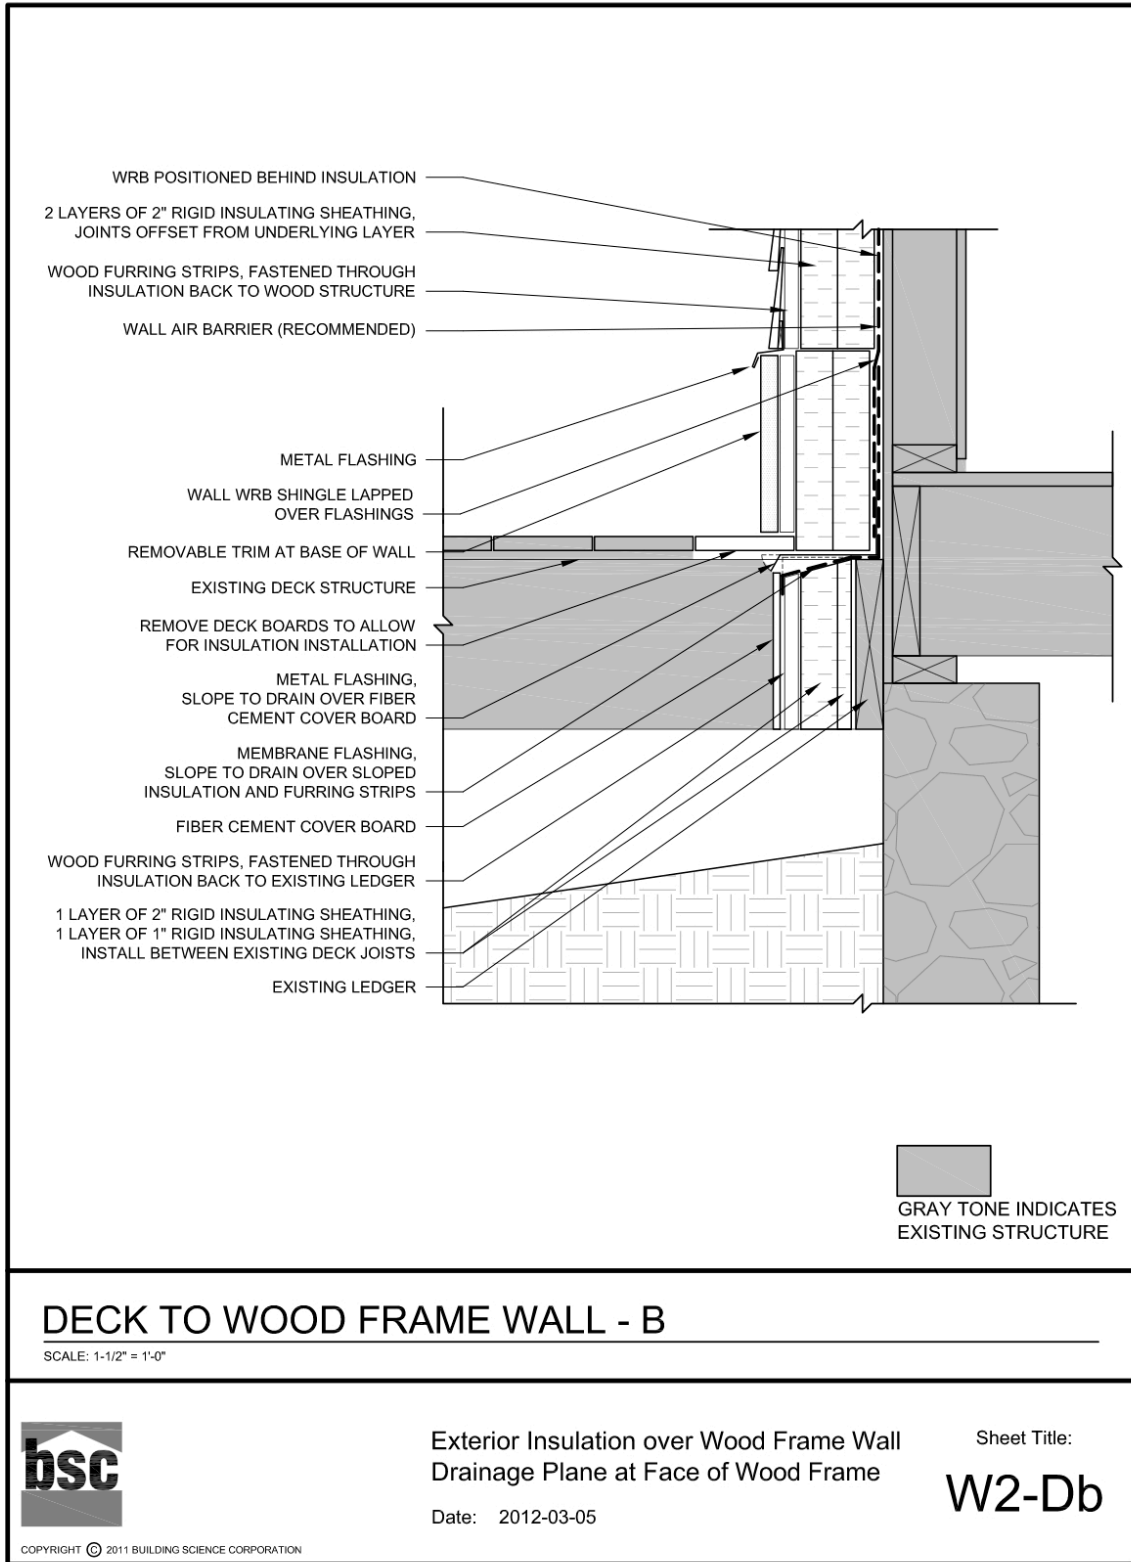 WRB POSITIONED BEHIND INSULATION
2 LAYERS OF 2" RIGID INSULATING SHEATHING,
JOINTS OFFSET FROM UNDERLYING LAYER
WOOD FURRING STRIPS, FASTENED THROUGH
INSULATION BACK TO WOOD STRUCTURE
WALL AIR BARRIER (RECOMMENDED)
METAL FLASHING
WALL WRB SHINGLE LAPPED
OVER FLASHINGS
REMOVABLE TRIM AT BASE OF WALL
EXISTING DECK STRUCTURE
REMOVE DECK BOARDS TO ALLOW
FOR INSULATION INSTALLATION
METAL FLASHING,
SLOPE TO DRAIN OVER FIBER
CEMENT COVER BOARD
MEMBRANE FLASHING,
SLOPE TO DRAIN OVER SLOPED
INSULATION AND FURRING STRIPS
FIBER CEMENT COVER BOARD
WOOD FURRING STRIPS, FASTENED THROUGH
INSULATION BACK TO EXISTING LEDGER
1 LAYER OF 2" RIGID INSULATING SHEATHING,
1 LAYER OF 1" RIGID INSULATING SHEATHING,
INSTALL BETWEEN EXISTING DECK JOISTS
EXISTING LEDGER
GRAY TONE INDICATES
EXISTING STRUCTURE
DECK TO WOOD FRAME WALL - B
SCALE: 1-1/2" = 1'-0"
bsc
COPYRIGHT © 2011 BUILDING SCIENCE CORPORATION
Exterior Insulation over Wood Frame Wall
Drainage Plane at Face of Wood Frame
Date: 2012-03-05
Sheet Title:
W2-Db